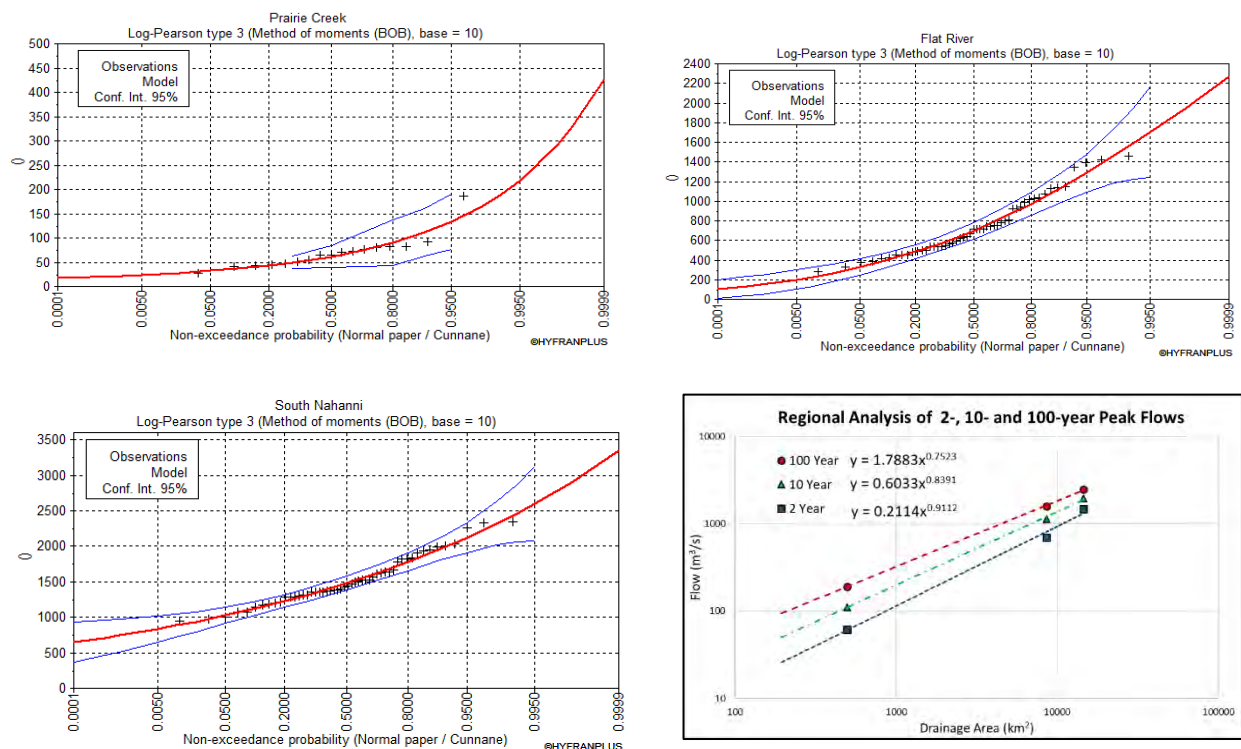 Prairie Creek
Log-Pearson type 3 (Method of moments (BOB), base = 10)
500
450
400
350
300
250
200
150
100
50
0
()
Observations
Model
Conf. Int. 95%
0.0001
0.0050
0.0500
0.2000
0.5000
0.8000
0.9500
0.9950
0.9999
Non-exceedance probability (Normal paper / Cunnane)
©HYFRANPLUS
Flat River
Log-Pearson type 3 (Method of moments (BOB), base = 10)
2400
2200
2000
1800
1600
1400
1200
1000
800
600
400
200
0
()
Observations
Model
Conf. Int. 95%
0.0001
0.0050
0.0500
0.2000
0.5000
0.8000
0.9500
0.9950
0.9999
Non-exceedance probability (Normal paper / Cunnane)
©HYFRANPLUS
South Nahanni
Log-Pearson type 3 (Method of moments (BOB), base = 10)
3500
3000
2500
2000
1500
1000
500
0
()
Observations
Model
Conf. Int. 95%
0.0001
0.0050
0.0500
0.2000
0.5000
0.8000
0.9500
0.9950
0.9999
Non-exceedance probability (Normal paper / Cunnane)
©HYFRANPLUS
Regional Analysis of 2-, 10- and 100-year Peak Flows
10000
1000
100
10
Flow (m³/s)
100 Year y = 1.7883x^0.7523
10 Year y = 0.6033x^0.8391
2 Year y = 0.2114x^0.9112
100
1000
10000
100000
Drainage Area (km²)